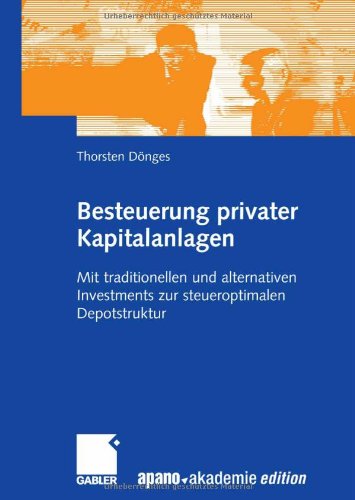 Urheberrechtlich geschütztes Material
Thorsten Dönges
Besteuerung privater
Kapitalanlagen
Mit traditionellen und alternativen
Investments zur steueroptimalen
Depotstruktur
GABLER
apano akademie edition
Urheberrechtlich geschütztes Material